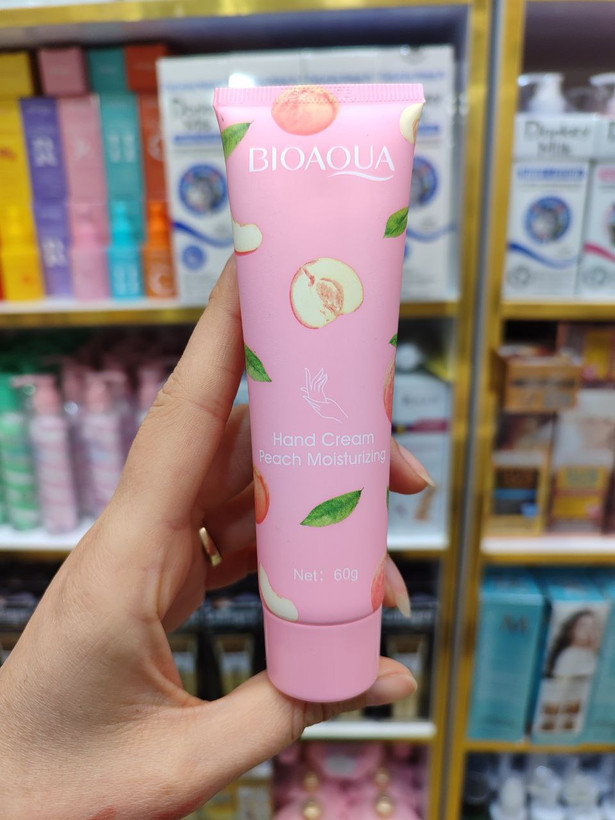 BIOAQUA
Hand Cream
Peach Moisturizing
Net: 60g